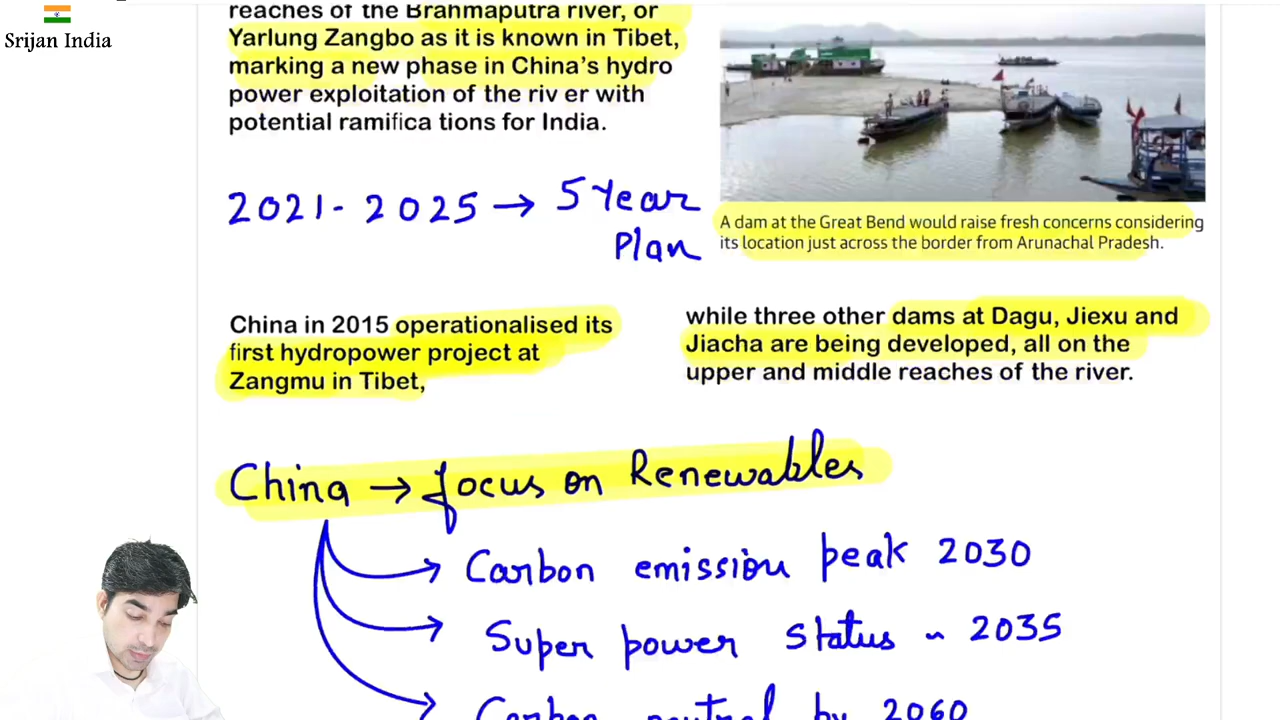 Srijan India
reaches of the Brahmaputra river, or
Yarlung Zangbo as it is known in Tibet,
marking a new phase in China's hydro
power exploitation of the riv er with
potential ramifica tions for India.
2021 - 2025 → 5 Year
Plan
A dam at the Great Bend would raise fresh concerns considering
its location just across the border from Arunachal Pradesh.
China in 2015 operationalised its
first hydropower project at
Zangmu in Tibet,
while three other dams at Dagu, Jiexu and
Jiacha are being developed, all on the
upper and middle reaches of the river.
China → focus on Renewables
→ Carbon emission peak 2030
→ Super power status ~ 2035
→ Carbon neutral by 2060